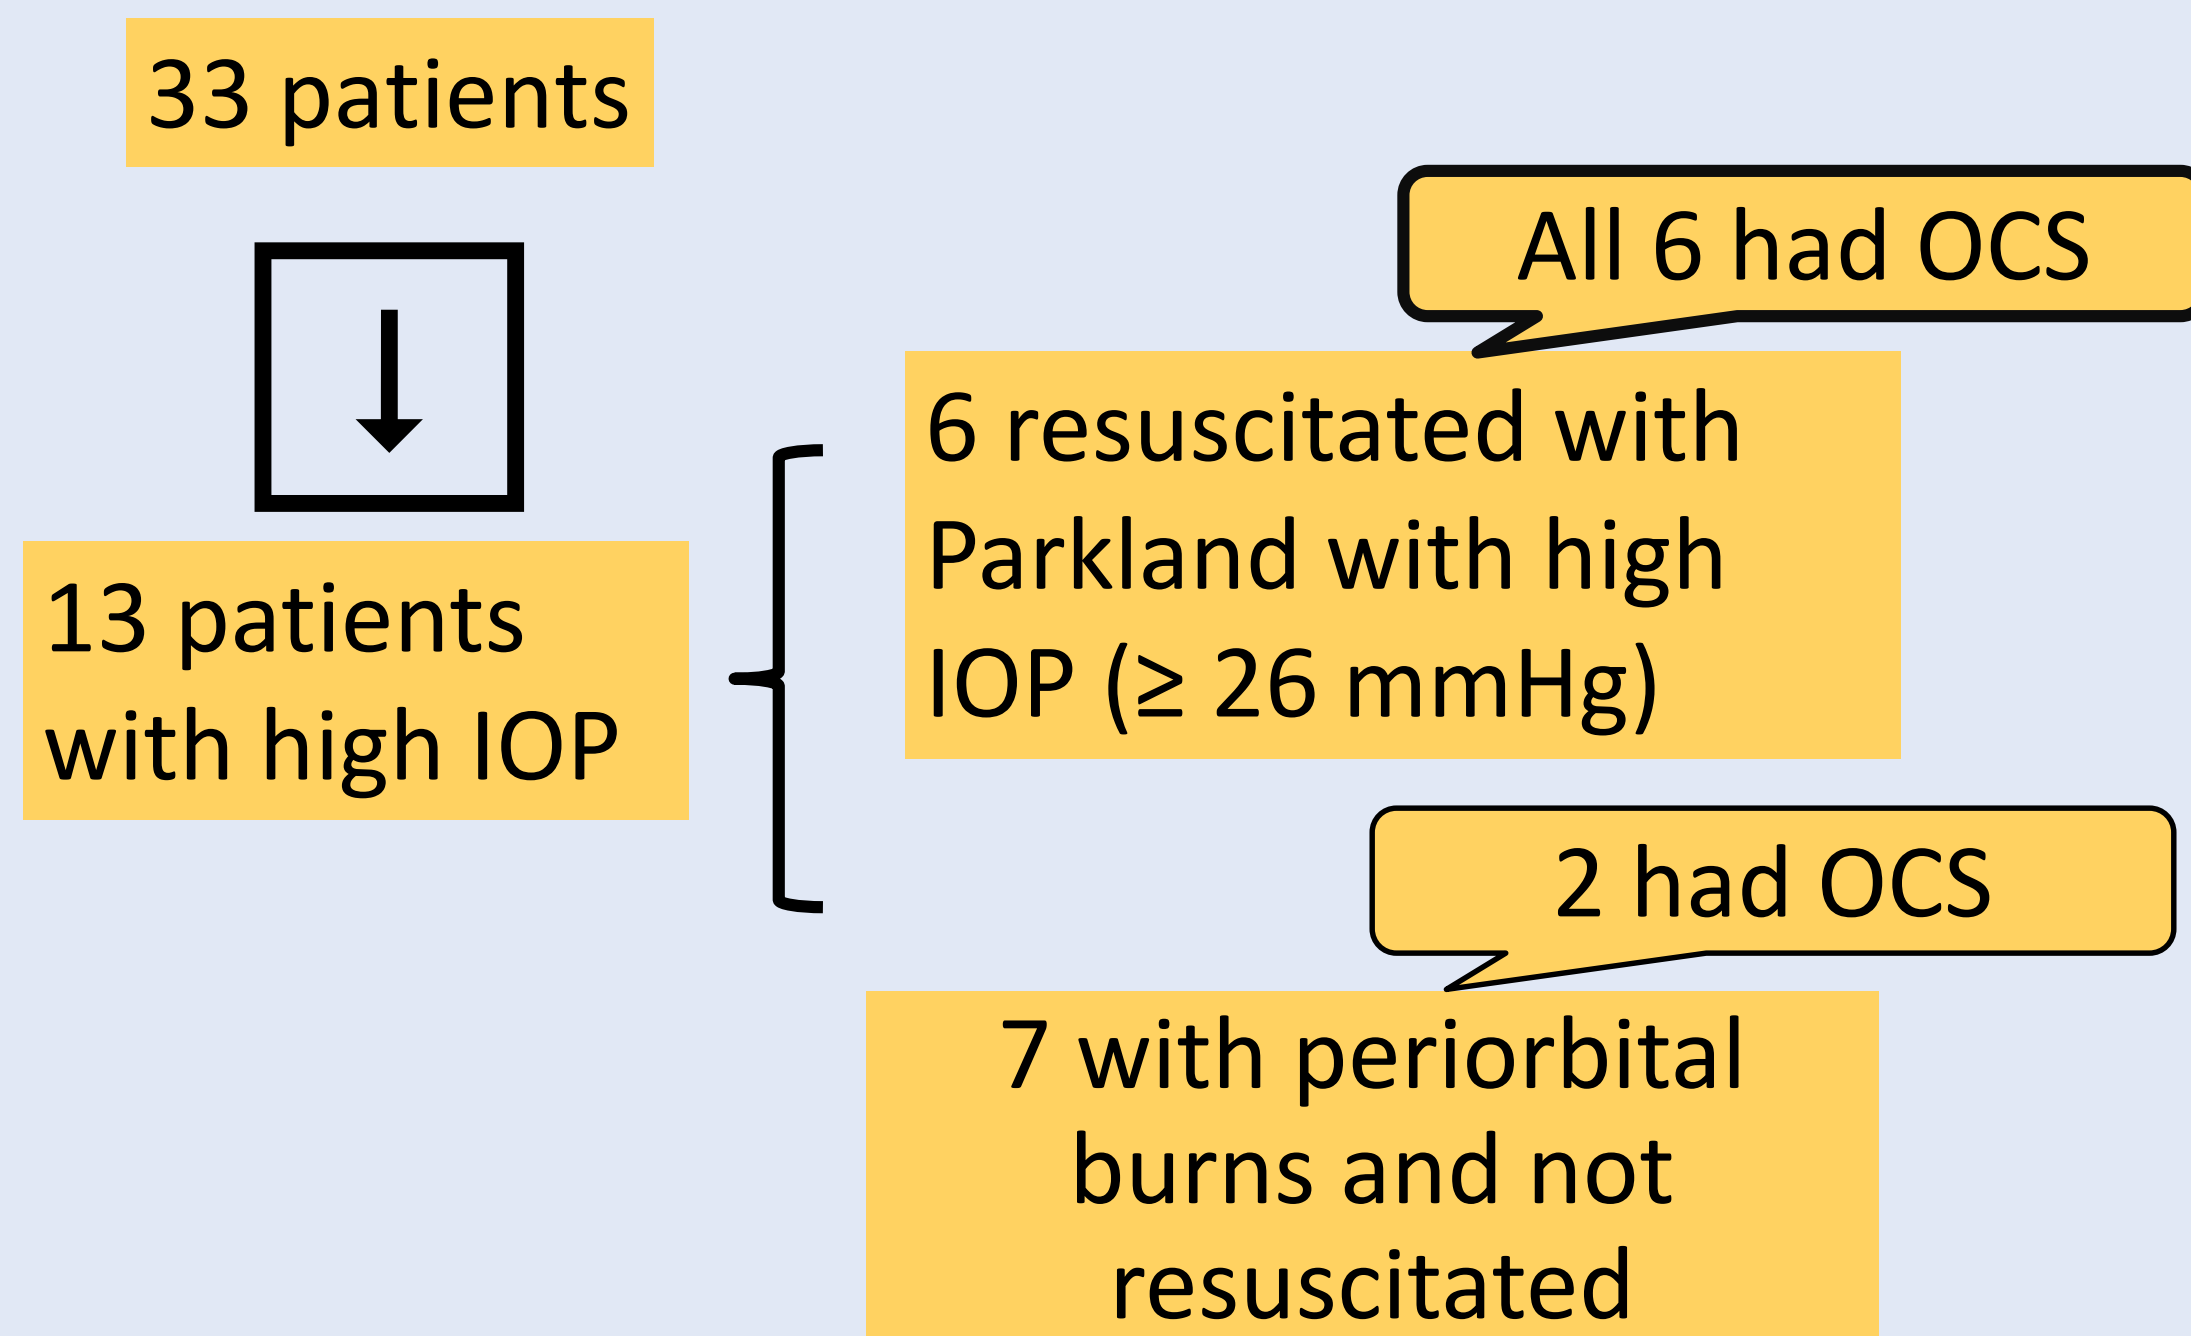 33 patients
All 6 had OCS
6 resuscitated with
Parkland with high
IOP (≥ 26 mmHg)
13 patients
with high IOP
2 had OCS
7 with periorbital
burns and not
resuscitated